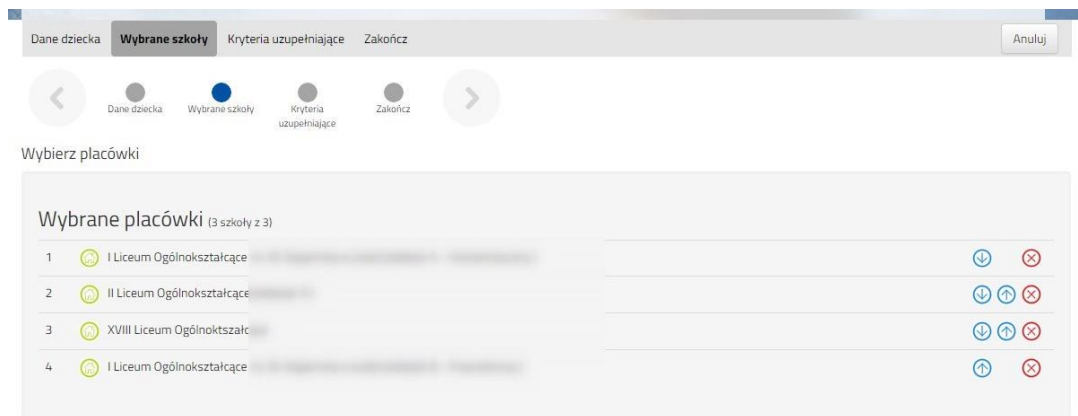 Dane dziecka Wybrane szkoły Kryteria uzupełniające Zakończ Anuluj
Dane dziecka Wybrane szkoły Kryteria Zakończ
uzupełniające
Wybierz placówki
Wybrane placówki (3 szkoły z 3)
1 I Liceum Ogólnokształcące
2 II Liceum Ogólnokształcące
3 XVIII Liceum Ogólnoktszałc
4 I Liceum Ogólnokształcące